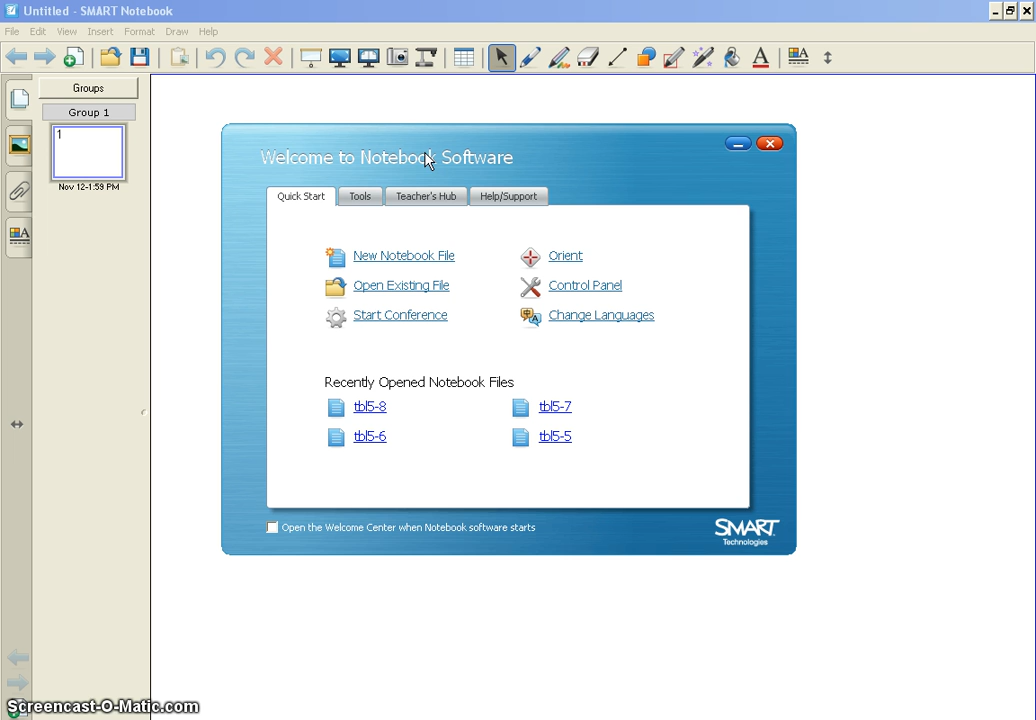 Untitled - SMART Notebook
File Edit View Insert Format Draw Help
Groups
Group 1
1
Nov 12-1:59 PM
Welcome to Notebook Software
Quick Start Tools Teacher's Hub Help/Support
New Notebook File Orient
Open Existing File Control Panel
Start Conference Change Languages
Recently Opened Notebook Files
tbl5-8 tbl5-7
tbl5-6 tbl5-5
Open the Welcome Center when Notebook software starts
SMART
Technologies
Screencast-O-Matic.com